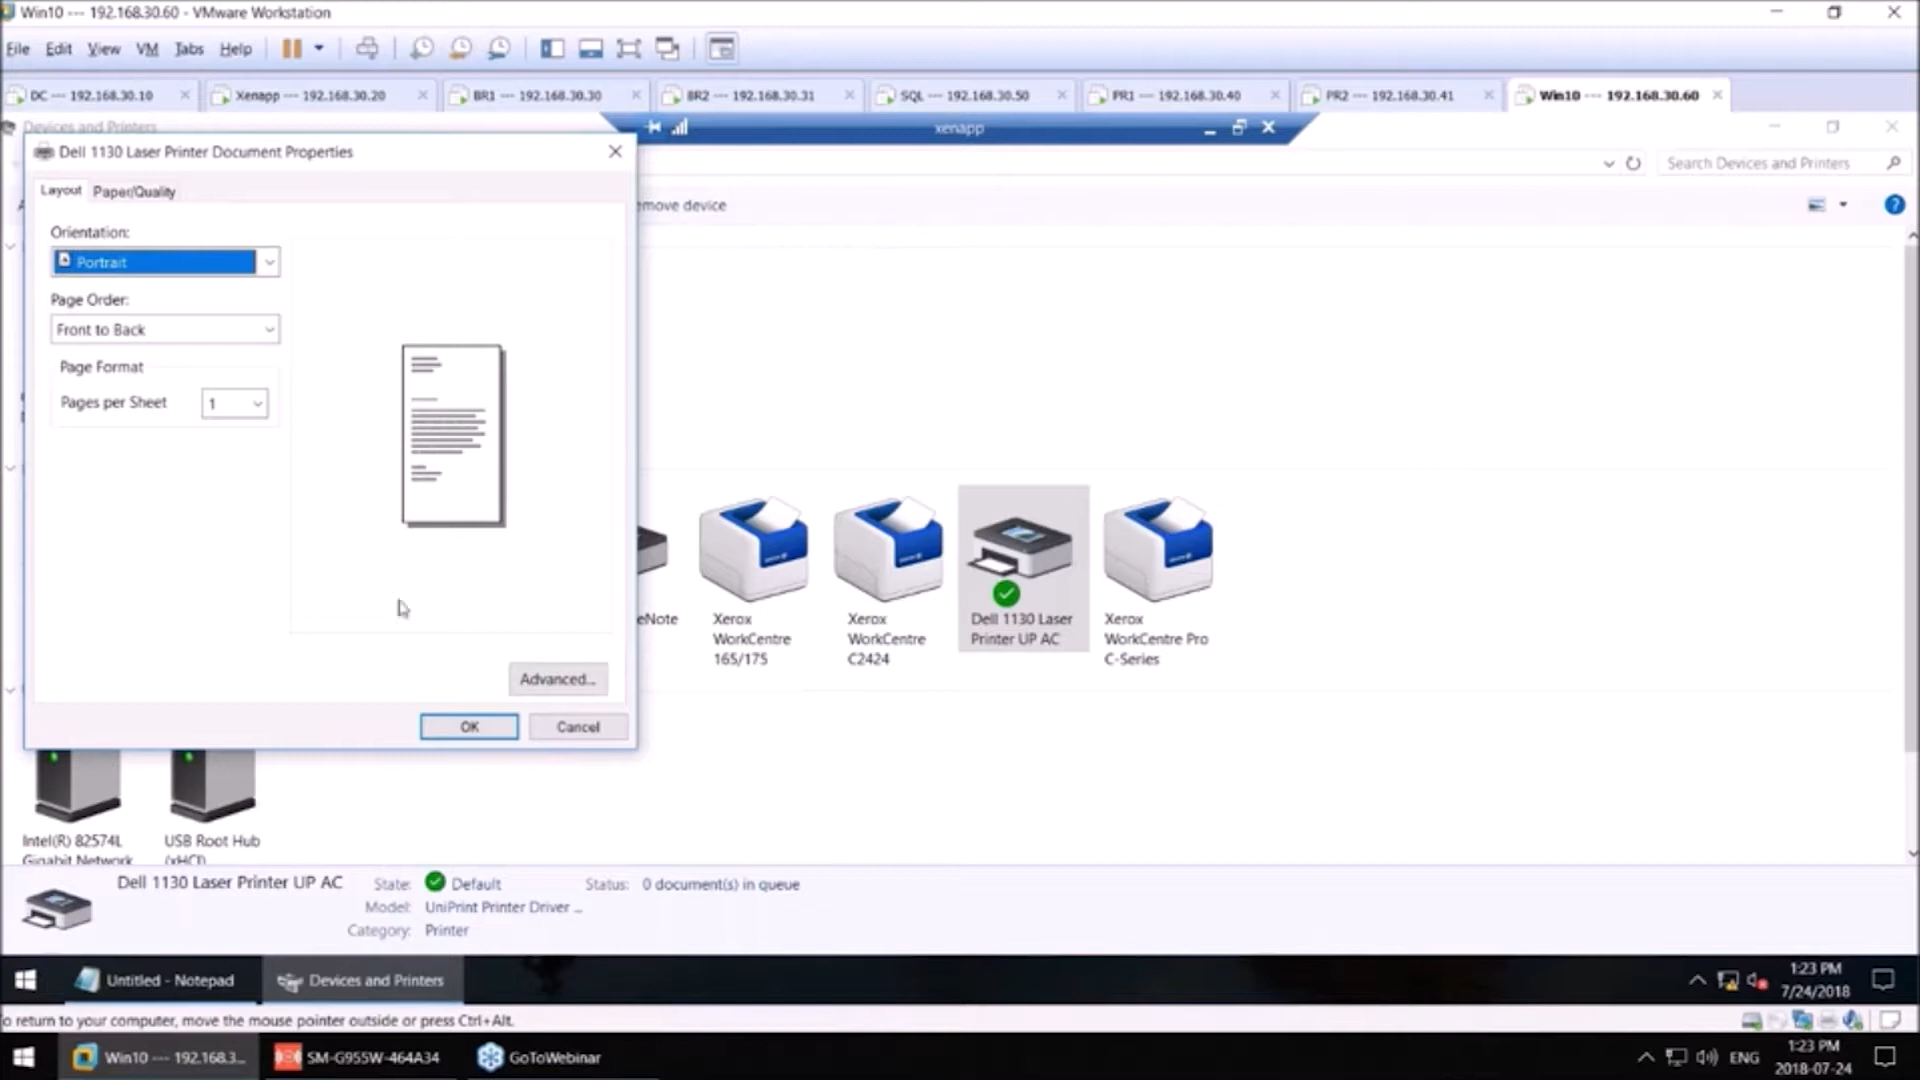 Win10 --- 192.168.30.60 - VMware Workstation
File Edit View VM Tabs Help
DC --- 192.168.30.10
Xenapp --- 192.168.30.20
BR1 --- 192.168.30.30
BR2 --- 192.168.30.31
SQL --- 192.168.30.50
PR1 --- 192.168.30.40
PR2 --- 192.168.30.41
Win10 --- 192.168.30.60
Devices and Printers
xenapp
Dell 1130 Laser Printer Document Properties
Search Devices and Printers
Layout Paper/Quality
emove device
Orientation:
Portrait
Page Order:
Front to Back
Page Format
Pages per Sheet 1
eNote
Xerox
WorkCentre
165/175
Xerox
WorkCentre
C2424
Dell 1130 Laser
Printer UP AC
Xerox
WorkCentre Pro
C-Series
Advanced...
OK Cancel
Intel(R) 82574L
Gigabit Network
USB Root Hub
(xHCI)
Dell 1130 Laser Printer UP AC
State: Default
Status: 0 document(s) in queue
Model: UniPrint Printer Driver ...
Category: Printer
Untitled - Notepad
Devices and Printers
1:23 PM
7/24/2018
o return to your computer, move the mouse pointer outside or press Ctrl+Alt.
Win10 --- 192.168.3...
SM-G955W-464A34
GoToWebinar
ENG
1:23 PM
2018-07-24